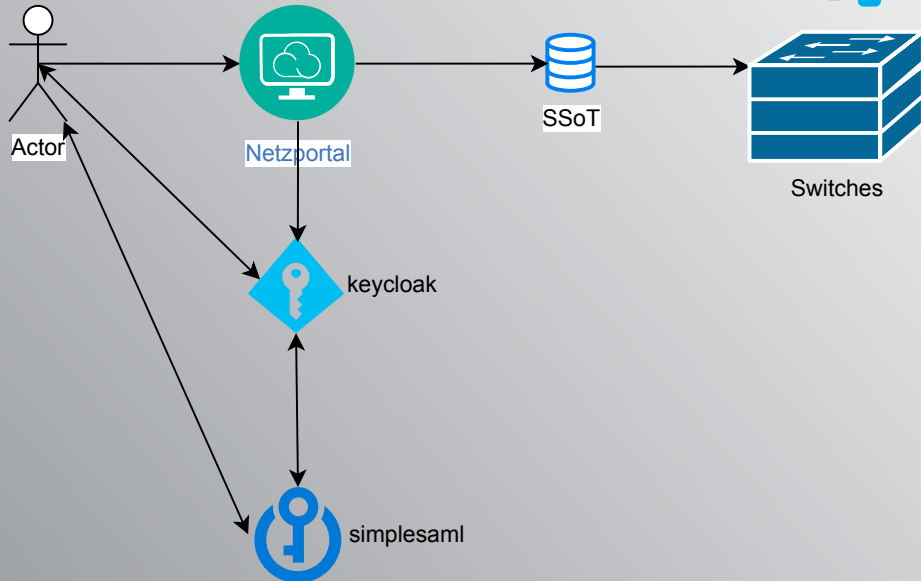 Actor
Netzportal
SSoT
Switches
keycloak
simplesaml